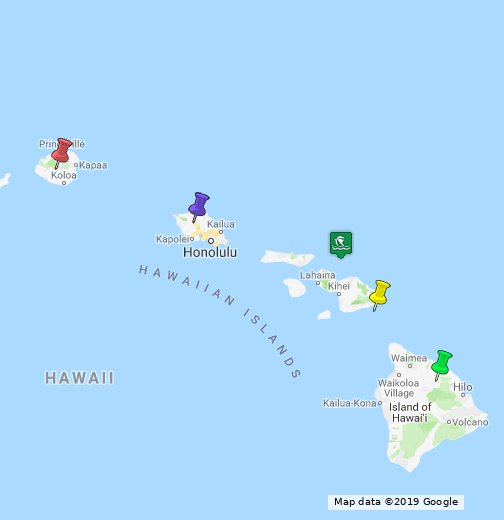 Princeville
Kapaa
Koloa
Kailua
Kapolei
Honolulu
Lahaina
Kihei
HAWAIIAN ISLANDS
HAWAII
Waimea
Waikoloa
Village
Hilo
Kailua-Kona
Island of
Hawai'i
Volcano
Map data ©2019 Google